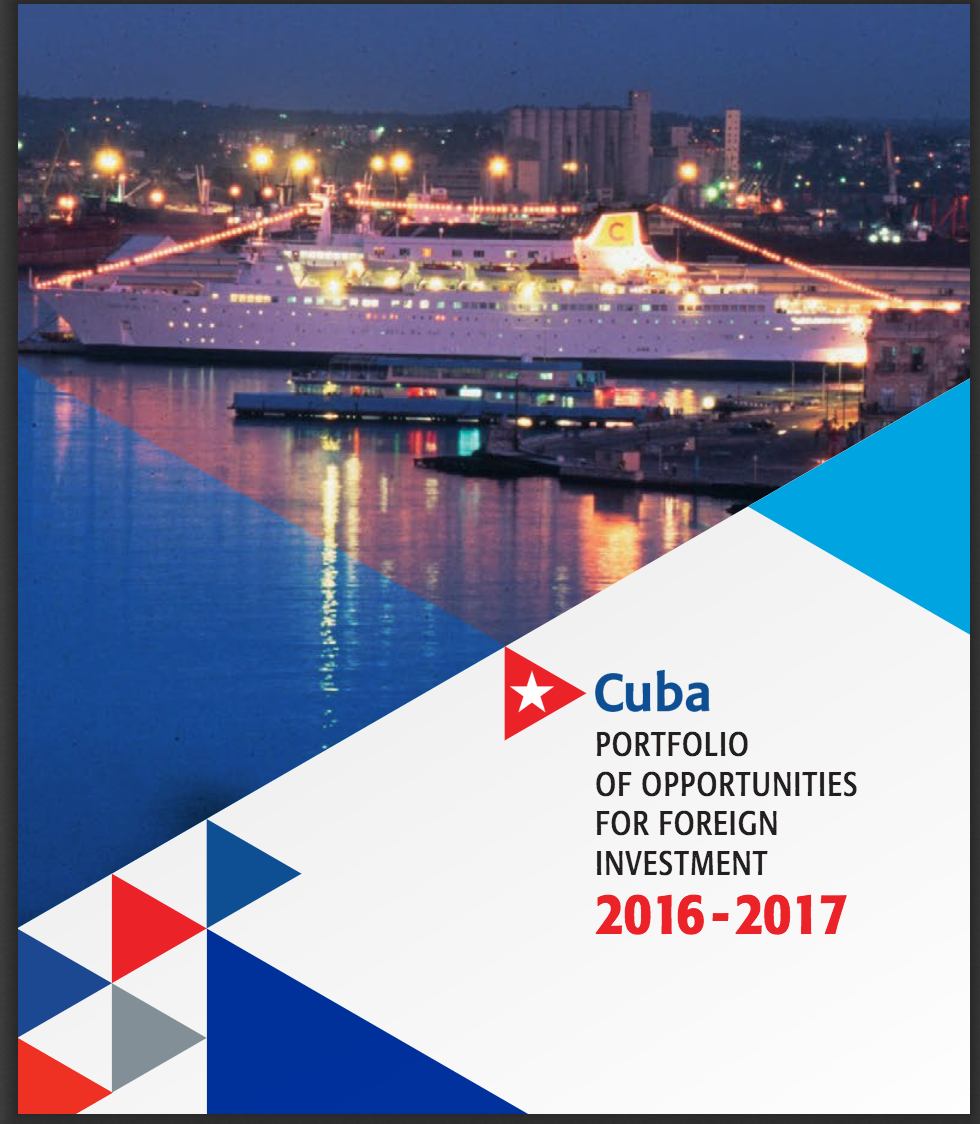 C
Cuba
PORTFOLIO
OF OPPORTUNITIES
FOR FOREIGN
INVESTMENT
2016-2017